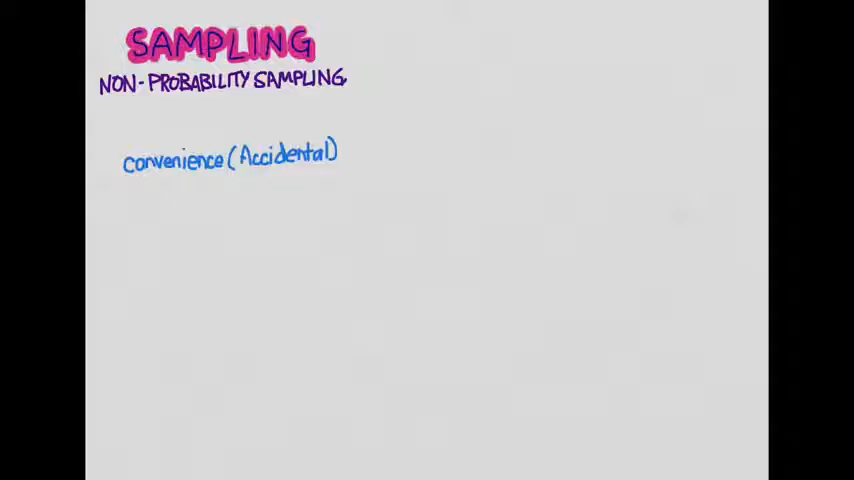 SAMPLING
NON-PROBABILITY SAMPLING
convenience (Accidental)